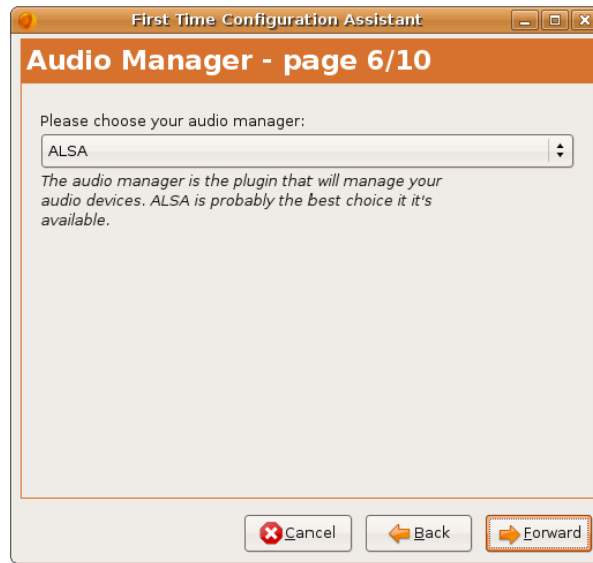 First Time Configuration Assistant
Audio Manager - page 6/10
Please choose your audio manager:
ALSA
The audio manager is the plugin that will manage your
audio devices. ALSA is probably the best choice it it's
available.
Cancel
Back
Forward